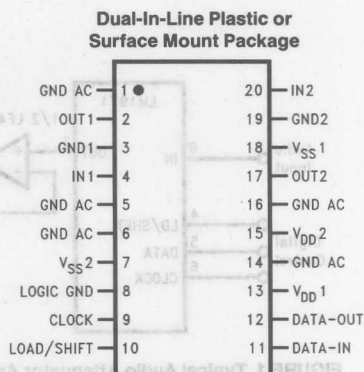 Dual-In-Line Plastic or
Surface Mount Package
GND AC 1 20 IN2
OUT1 2 19 GND2
GND1 3 18 VSS1
IN1 4 17 OUT2
GND AC 5 16 GND AC
GND AC 6 15 VDD2
VSS2 7 14 GND AC
LOGIC GND 8 13 VDD1
CLOCK 9 12 DATA-OUT
LOAD/SHIFT 10 11 DATA-IN